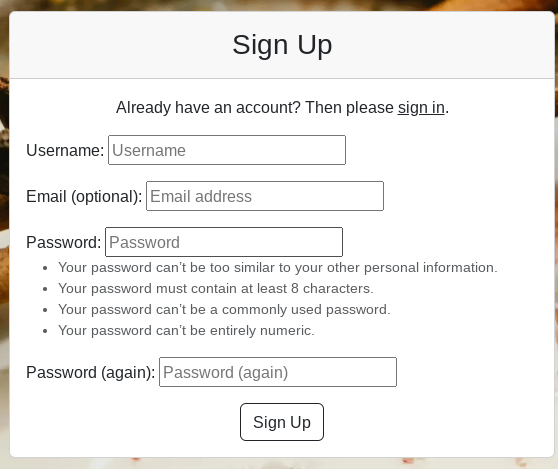 Sign Up
Already have an account? Then please sign in.
Username: Username
Email (optional): Email address
Password: Password
• Your password can’t be too similar to your other personal information.
• Your password must contain at least 8 characters.
• Your password can’t be a commonly used password.
• Your password can’t be entirely numeric.
Password (again): Password (again)
Sign Up